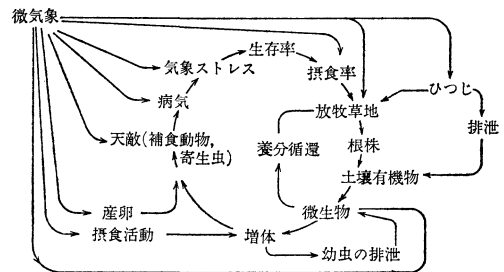 微気象
生存率
気象ストレス
摂食率
ひつじ
病気
放牧草地
排泄
天敵(補食動物,
寄生虫)
養分循還
根株
土壌有機物
産卵
微生物
摂食活動
増体
幼虫の排泄